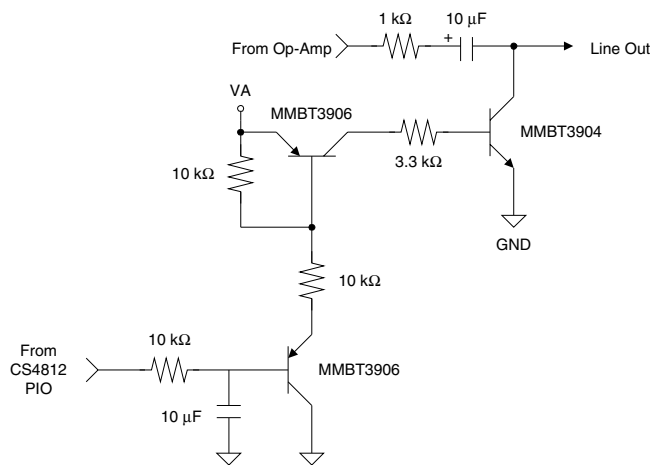 1 kΩ
10 μF
+
From Op-Amp
Line Out
VA
MMBT3906
MMBT3904
10 kΩ
3.3 kΩ
GND
10 kΩ
10 kΩ
From
CS4812
PIO
MMBT3906
10 μF